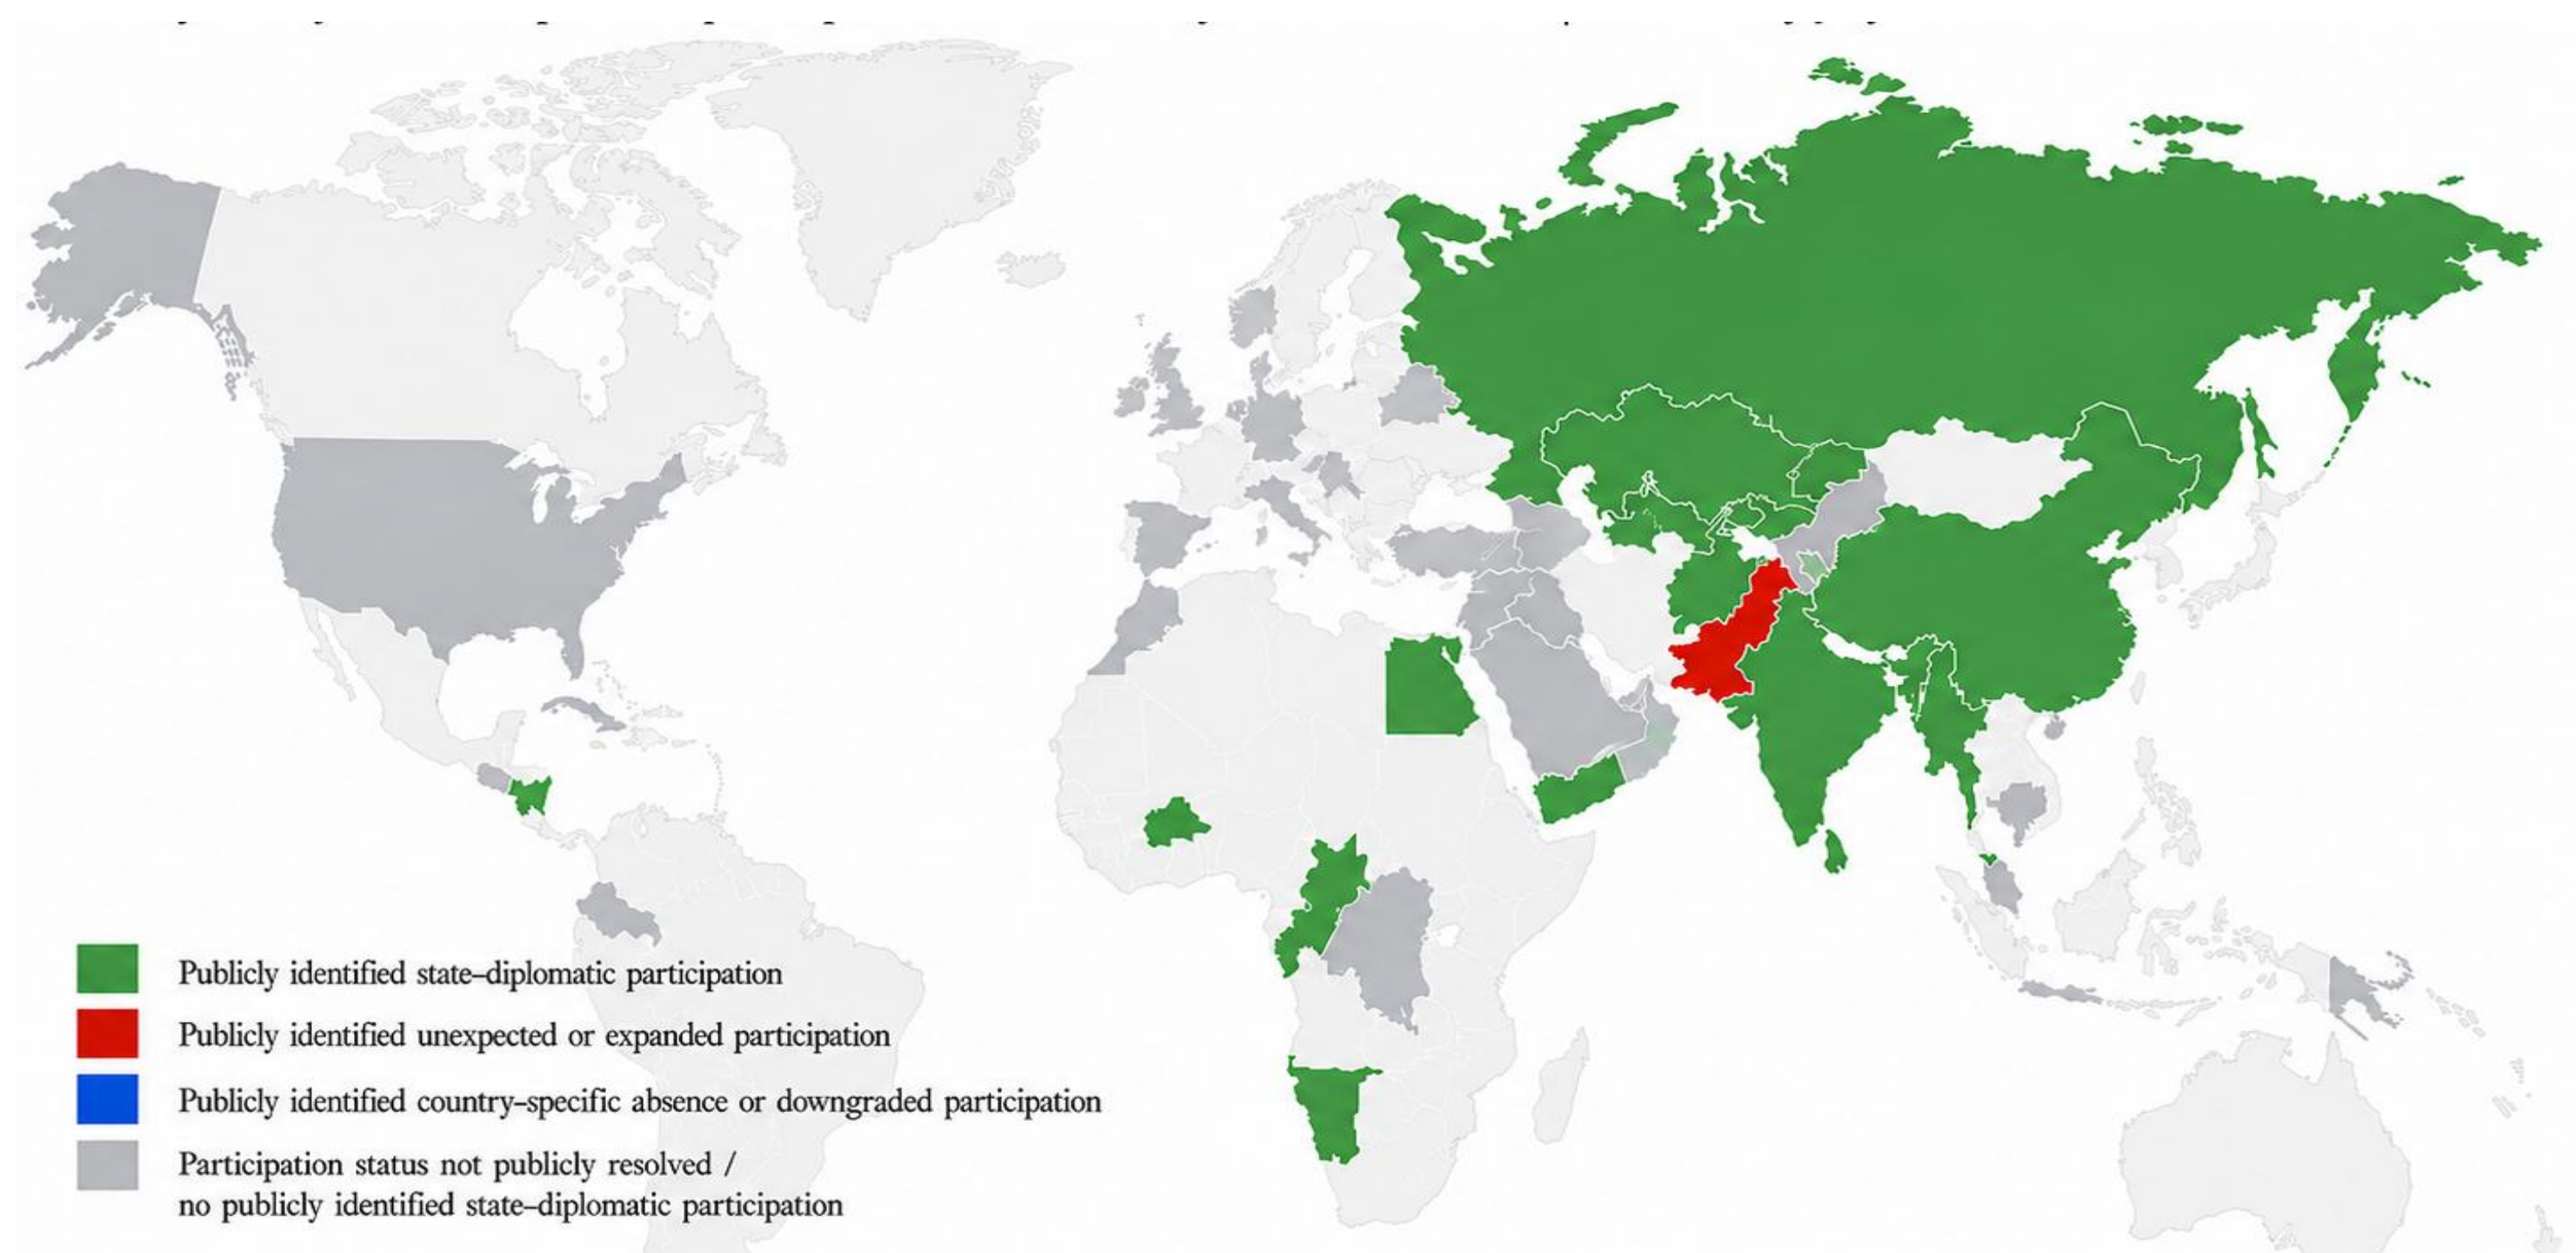 Publicly identified state–diplomatic participation
Publicly identified unexpected or expanded participation
Publicly identified country–specific absence or downgraded participation
Participation status not publicly resolved /
no publicly identified state–diplomatic participation